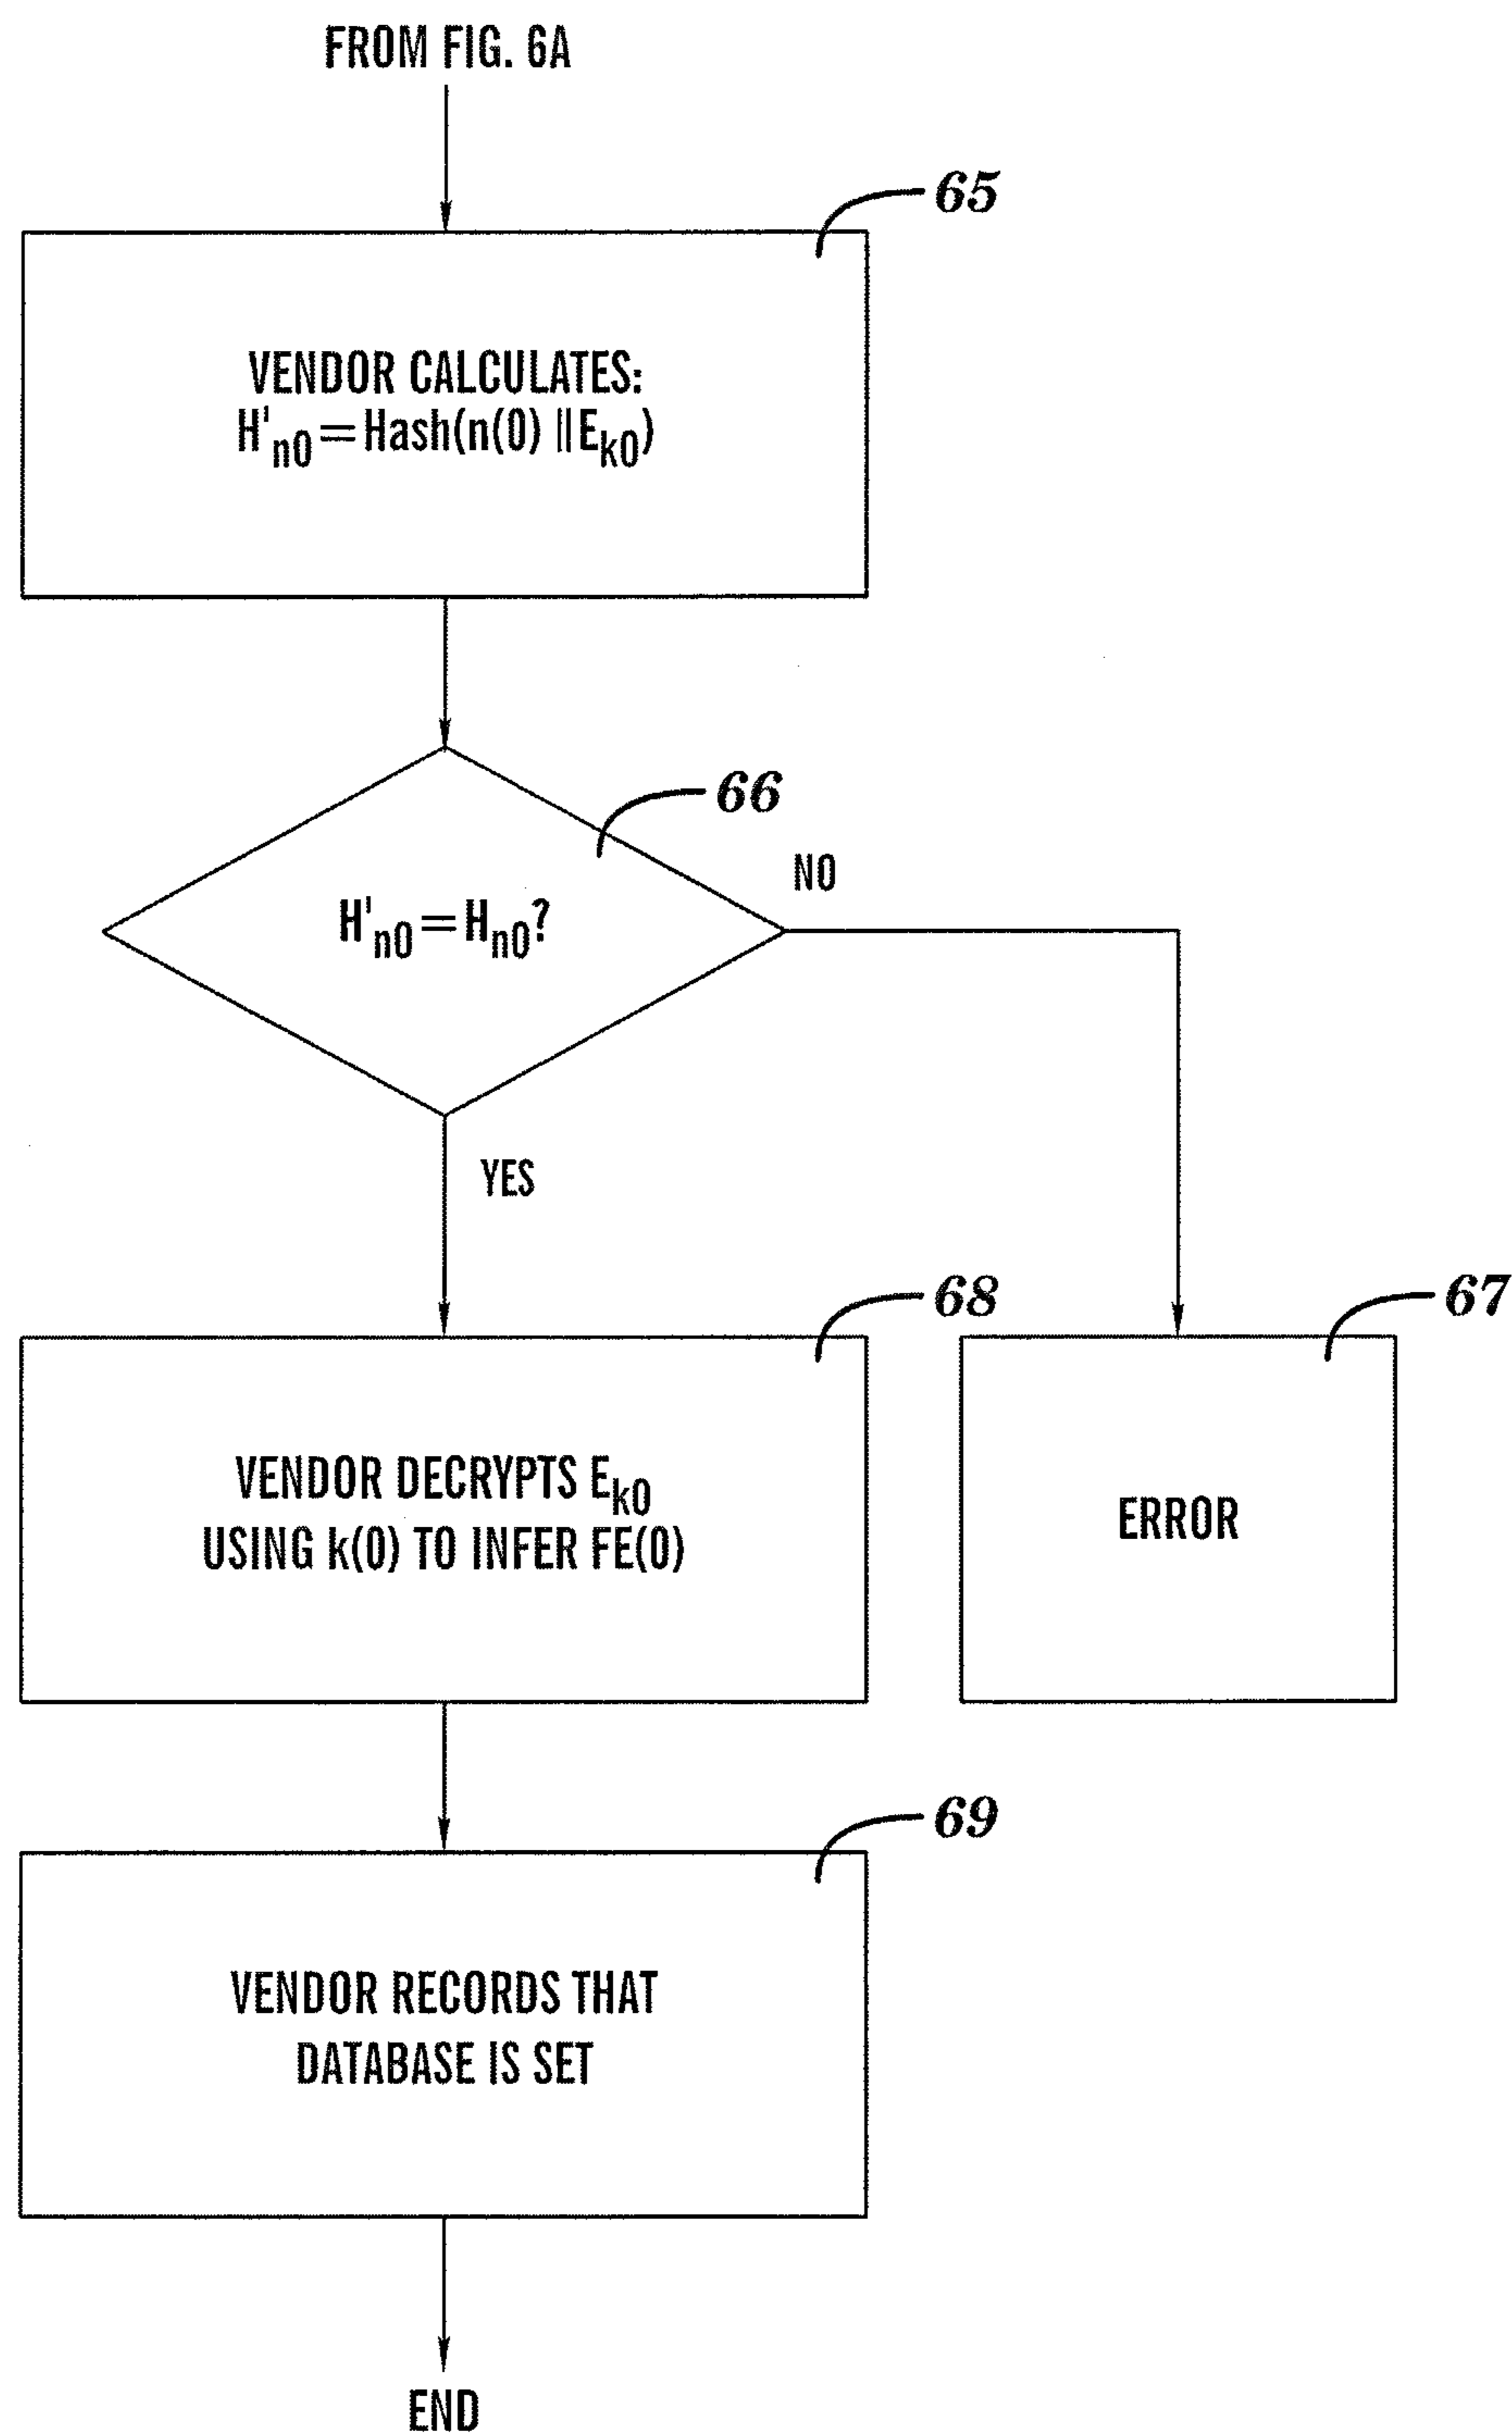 FROM FIG. 6A
65
VENDOR CALCULATES:
H'n0=Hash(n(0) ||Ek0)
66
H'n0=Hn0?
NO
YES
68
67
VENDOR DECRYPTS Ek0
USING k(0) TO INFER FE(0)
ERROR
69
VENDOR RECORDS THAT
DATABASE IS SET
END